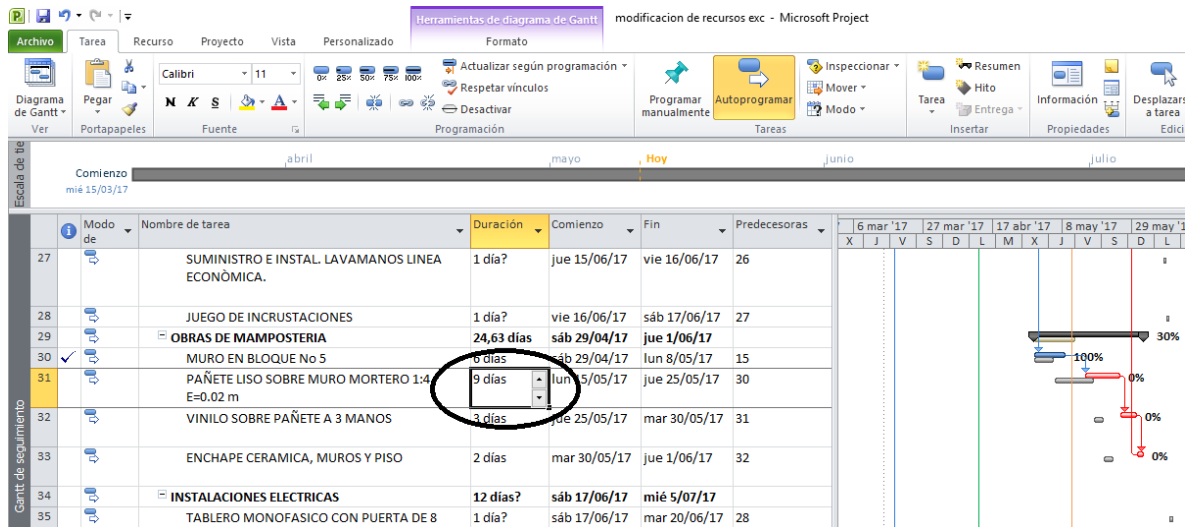 Herramientas de diagrama de Gantt modificacion de recursos exc - Microsoft Project
Archivo Tarea Recurso Proyecto Vista Personalizado Formato
Calibri 11 0% 25% 50% 75% 100% Actualizar según programación Inspeccionar Resumen
Respetar vínculos Mover Hito
Diagrama de Gantt Pegar N K S A Desactivar Programar manualmente Autoprogramar Modo Tarea Entrega Información Desplazars a tarea
Ver Portapapeles Fuente Programación Tareas Insertar Propiedades Edici
Escala de tie
abril mayo Hoy junio julio
Comienzo
mié 15/03/17
Gantt de seguimiento
Modo de Nombre de tarea Duración Comienzo Fin Predecesoras 6 mar '17 27 mar '17 17 abr '17 8 may '17 29 may '1
X J V S D L M X J V S D L
27 SUMINISTRO E INSTAL. LAVAMANOS LINEA 1 día? jue 15/06/17 vie 16/06/17 26
ECONÒMICA.
28 JUEGO DE INCRUSTACIONES 1 día? vie 16/06/17 sáb 17/06/17 27
29 OBRAS DE MAMPOSTERIA 24,63 días sáb 29/04/17 jue 1/06/17 30%
30 MURO EN BLOQUE No 5 6 días sáb 29/04/17 lun 8/05/17 15 100%
31 PAÑETE LISO SOBRE MURO MORTERO 1:4 9 días lun 15/05/17 jue 25/05/17 30 0%
E=0.02 m
32 VINILO SOBRE PAÑETE A 3 MANOS 3 días jue 25/05/17 mar 30/05/17 31 0%
33 ENCHAPE CERAMICA, MUROS Y PISO 2 días mar 30/05/17 jue 1/06/17 32 0%
34 INSTALACIONES ELECTRICAS 12 días? sáb 17/06/17 mié 5/07/17
35 TABLERO MONOFASICO CON PUERTA DE 8 1 día? sáb 17/06/17 mar 20/06/17 28